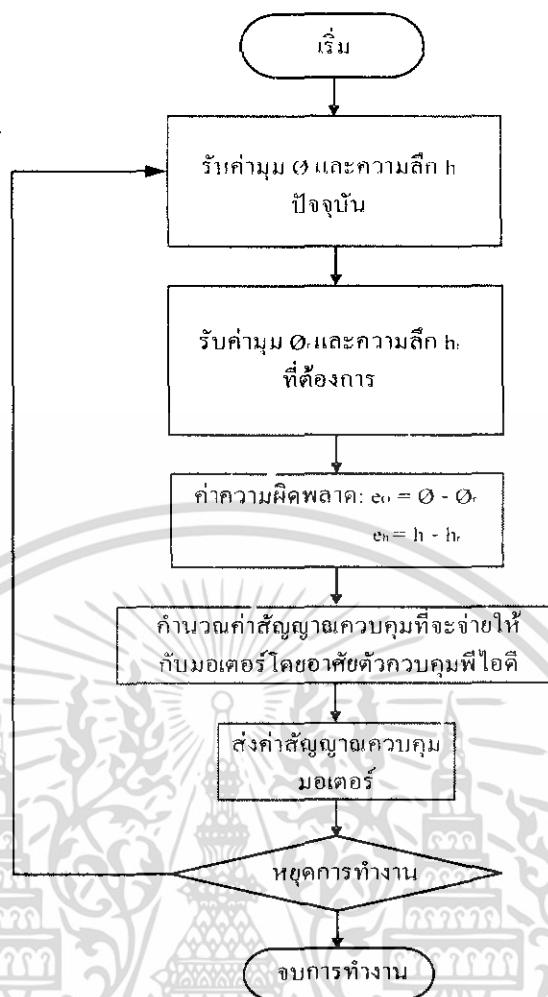 เริ่ม
รับค่ามุม Ø และความลึก h
ปัจจุบัน
รับค่ามุม Øᵣ และความลึก hᵣ
ที่ต้องการ
ค่าความผิดพลาด: eø = Ø - Øᵣ
eₕ = h - hᵣ
คำนวณค่าสัญญาณควบคุมที่จะจ่ายให้
กับมอเตอร์โดยอาศัยตัวควบคุมพีไอดี
ส่งค่าสัญญาณควบคุม
มอเตอร์
หยุดการทำงาน
จบการทำงาน